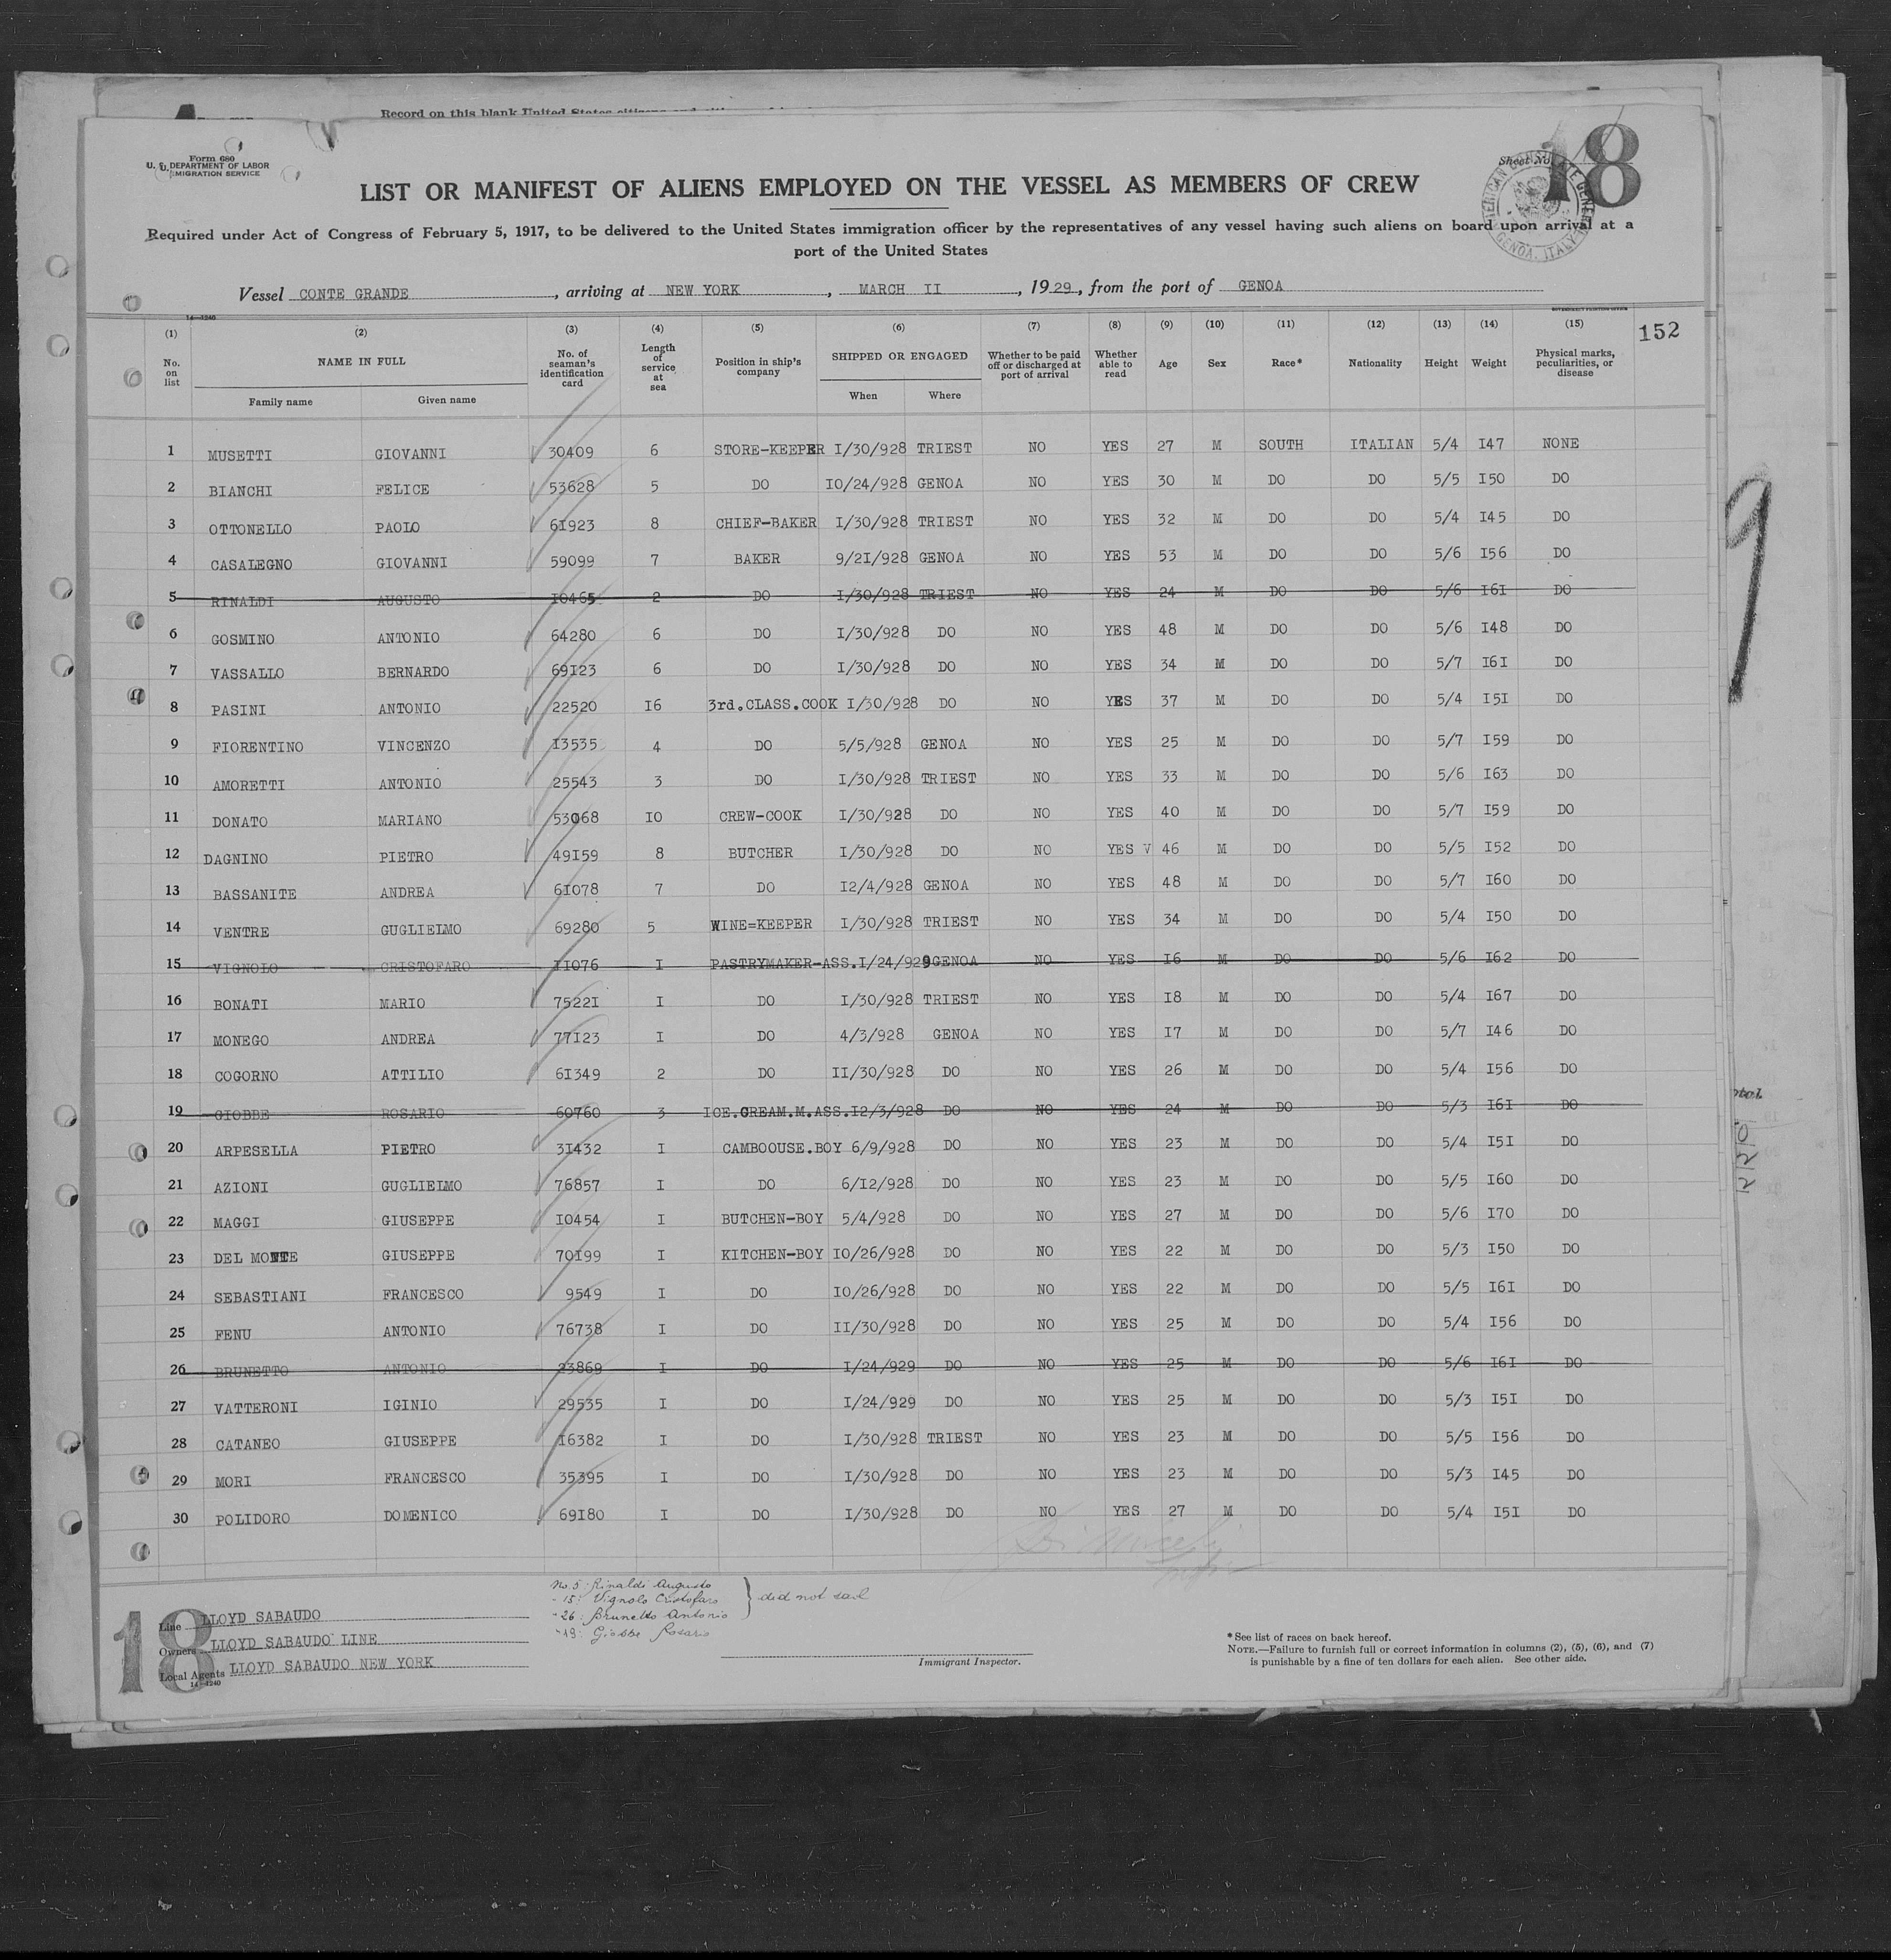 Record on this blank United States
Form 680
U. S. DEPARTMENT OF LABOR
IMMIGRATION SERVICE
Sheet No. 18
AMERICAN CONSULATE GENERAL
GENOA, ITALY
LIST OR MANIFEST OF ALIENS EMPLOYED ON THE VESSEL AS MEMBERS OF CREW
Required under Act of Congress of February 5, 1917, to be delivered to the United States immigration officer by the representatives of any vessel having such aliens on board upon arrival at a
port of the United States
Vessel CONTE GRANDE, arriving at NEW YORK, MARCH II, 1929, from the port of GENOA
14—1240
152
(1) (2) (3) (4) (5) (6) (7) (8) (9) (10) (11) (12) (13) (14) (15)
No. on list NAME IN FULL No. of seaman's identification card Length of service at sea Position in ship's company SHIPPED OR ENGAGED Whether to be paid off or discharged at port of arrival Whether able to read Age Sex Race* Nationality Height Weight Physical marks, peculiarities, or disease
Family name Given name When Where
1 MUSETTI GIOVANNI 30409 6 STORE-KEEPER I/30/928 TRIEST NO YES 27 M SOUTH ITALIAN 5/4 I47 NONE
2 BIANCHI FELICE 53628 5 DO I0/24/928 GENOA NO YES 30 M DO DO 5/5 I50 DO
3 OTTONELLO PAOLO 6I923 8 CHIEF-BAKER I/30/928 TRIEST NO YES 32 M DO DO 5/4 I45 DO
4 CASALEGNO GIOVANNI 59099 7 BAKER 9/2I/928 GENOA NO YES 53 M DO DO 5/6 I56 DO
5 RINALDI AUGUSTO I0465 2 DO I/30/928 TRIEST NO YES 24 M DO DO 5/6 I6I DO
6 GOSMINO ANTONIO 64280 6 DO I/30/928 DO NO YES 48 M DO DO 5/6 I48 DO
7 VASSALLO BERNARDO 69I23 6 DO I/30/928 DO NO YES 34 M DO DO 5/7 I6I DO
8 PASINI ANTONIO 22520 I6 3rd.CLASS.COOK I/30/928 DO NO YES 37 M DO DO 5/4 I5I DO
9 FIORENTINO VINCENZO I3535 4 DO 5/5/928 GENOA NO YES 25 M DO DO 5/7 I59 DO
10 AMORETTI ANTONIO 25543 3 DO I/30/928 TRIEST NO YES 33 M DO DO 5/6 I63 DO
11 DONATO MARIANO 53068 I0 CREW-COOK I/30/928 DO NO YES 40 M DO DO 5/7 I59 DO
12 DAGNINO PIETRO 49I59 8 BUTCHER I/30/928 DO NO YES V 46 M DO DO 5/5 I52 DO
13 BASSANITE ANDREA 6I078 7 DO I2/4/928 GENOA NO YES 48 M DO DO 5/7 I60 DO
14 VENTRE GUGLIELMO 69280 5 WINE=KEEPER I/30/928 TRIEST NO YES 34 M DO DO 5/4 I50 DO
15 VIGNOLO CRISTOFARO II076 I PASTRYMAKER-ASS. I/24/929 GENOA NO YES I6 M DO DO 5/6 I62 DO
16 BONATI MARIO 7522I I DO I/30/928 TRIEST NO YES I8 M DO DO 5/4 I67 DO
17 MONEGO ANDREA 77I23 I DO 4/3/928 GENOA NO YES I7 M DO DO 5/7 I46 DO
18 COGORNO ATTILIO 6I349 2 DO II/30/928 DO NO YES 26 M DO DO 5/4 I56 DO
19 GIOBBE ROSARIO 60760 3 ICE.CREAM.M.ASS. I2/3/928 DO NO YES 24 M DO DO 5/3 I6I DO
20 ARPESELLA PIETRO 3I432 I CAMBOOUSE.BOY 6/9/928 DO NO YES 23 M DO DO 5/4 I5I DO
21 AZIONI GUGLIELMO 76857 I DO 6/I2/928 DO NO YES 23 M DO DO 5/5 I60 DO
22 MAGGI GIUSEPPE I0454 I BUTCHEN-BOY 5/4/928 DO NO YES 27 M DO DO 5/6 I70 DO
23 DEL MONTE GIUSEPPE 70I99 I KITCHEN-BOY I0/26/928 DO NO YES 22 M DO DO 5/3 I50 DO
24 SEBASTIANI FRANCESCO 9549 I DO I0/26/928 DO NO YES 22 M DO DO 5/5 I6I DO
25 FENU ANTONIO 76738 I DO II/30/928 DO NO YES 25 M DO DO 5/4 I56 DO
26 BRUNETTO ANTONIO 23869 I DO I/24/929 DO NO YES 25 M DO DO 5/6 I6I DO
27 VATTERONI IGINIO 29535 I DO I/24/929 DO NO YES 25 M DO DO 5/3 I5I DO
28 CATANEO GIUSEPPE I6382 I DO I/30/928 TRIEST NO YES 23 M DO DO 5/5 I56 DO
29 MORI FRANCESCO 35395 I DO I/30/928 DO NO YES 23 M DO DO 5/3 I45 DO
30 POLIDORO DOMENICO 69I80 I DO I/30/928 DO NO YES 27 M DO DO 5/4 I5I DO
No. 5: Rinaldi Augusto
- 15: Vignolo Cristofaro
- 26: Brunetto Antonio
- 19: Giobbe Rosario
did not sail
18
Line LLOYD SABAUDO
Owners LLOYD SABAUDO LINE
Local Agents LLOYD SABAUDO NEW YORK
14—1240
Immigrant Inspector.
* See list of races on back hereof.
NOTE.—Failure to furnish full or correct information in columns (2), (5), (6), and (7)
is punishable by a fine of ten dollars for each alien. See other side.
9